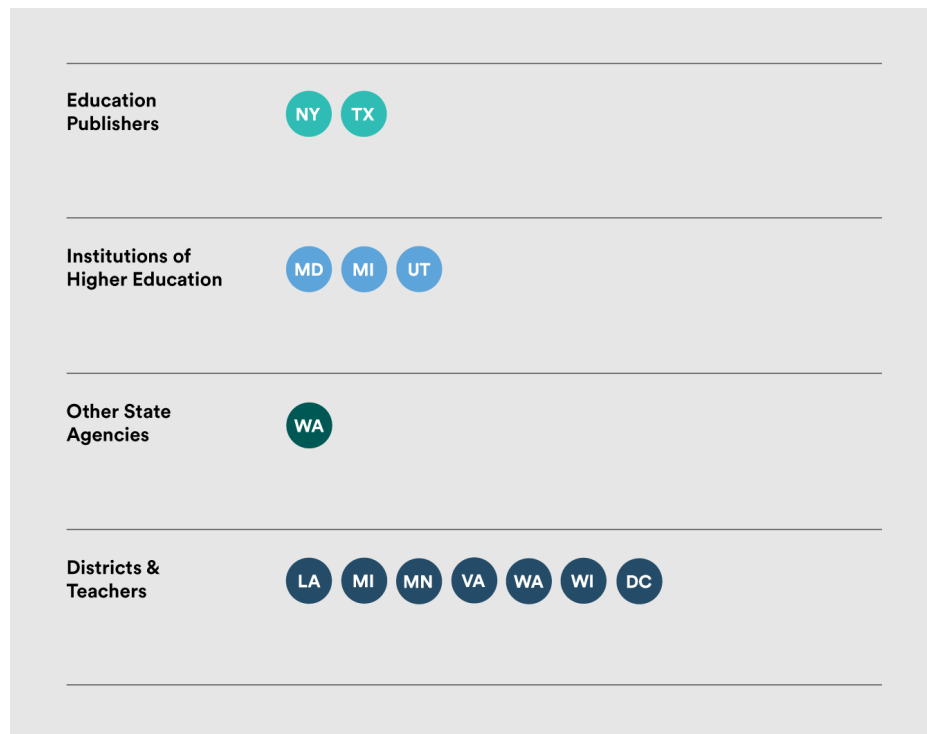 Education
Publishers
NY TX
Institutions of
Higher Education
MD MI UT
Other State
Agencies
WA
Districts &
Teachers
LA MI MN VA WA WI DC